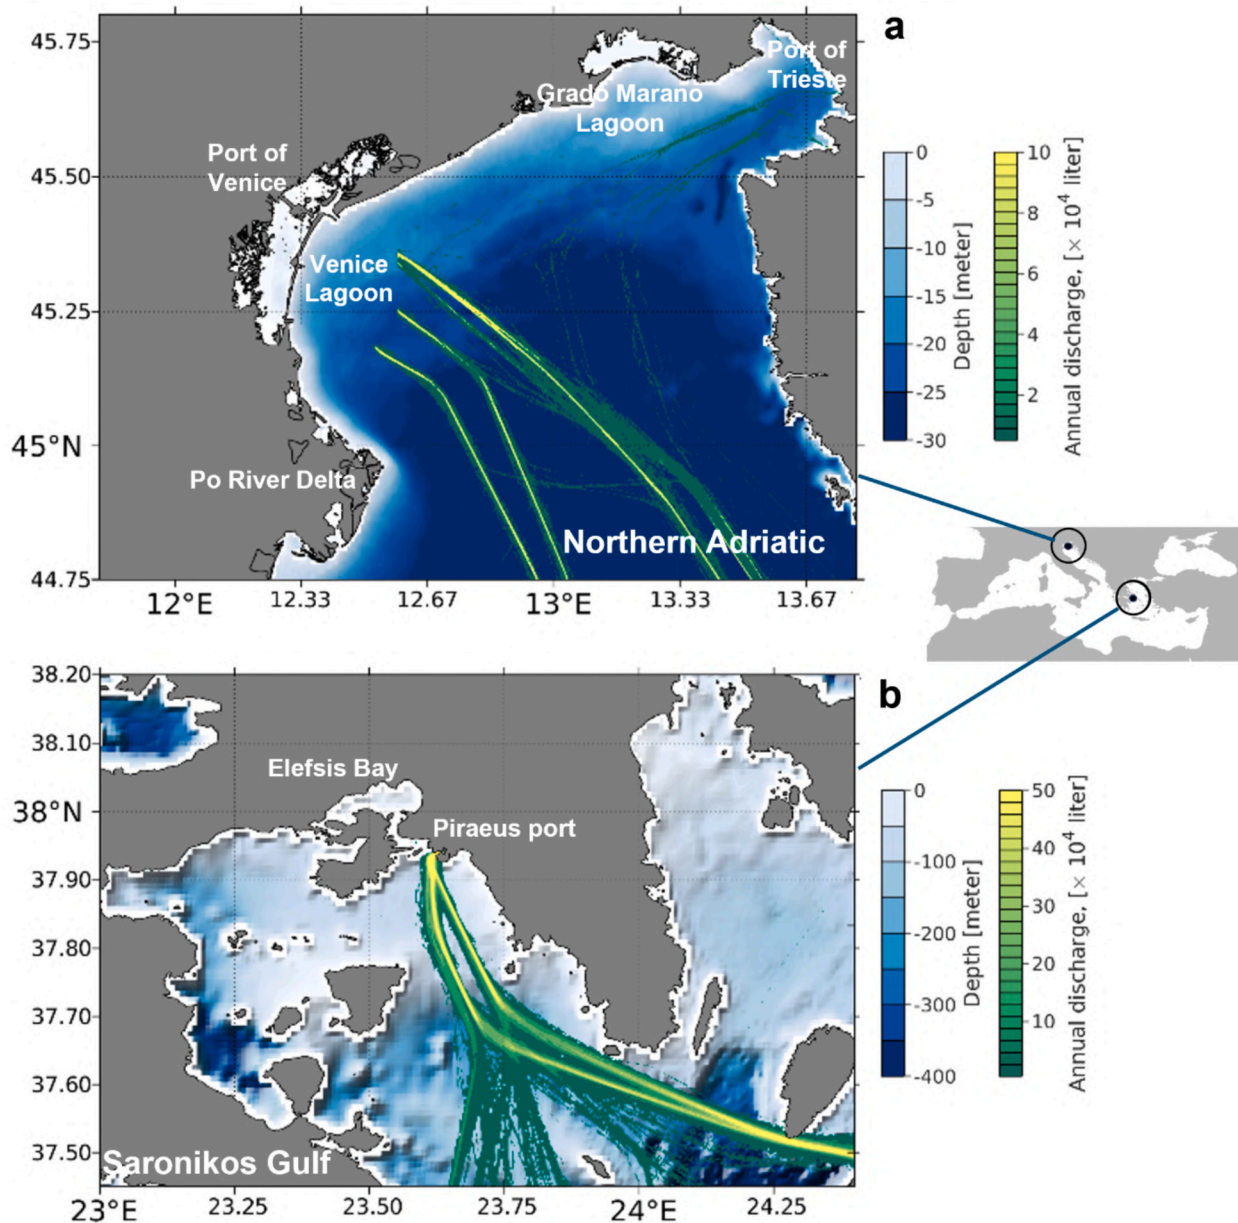 a
45.75
45.50
45.25
45°N
44.75
12°E
12.33
12.67
13°E
13.33
13.67
Port of
Trieste
Grado Marano
Lagoon
Port of
Venice
Venice
Lagoon
Po River Delta
Northern Adriatic
0
-5
-10
-15
-20
-25
-30
Depth [meter]
10
8
6
4
2
Annual discharge, [× 10⁴ liter]
b
38.20
38.10
38°N
37.90
37.80
37.70
37.60
37.50
23°E
23.25
23.50
23.75
24°E
24.25
Elefsis Bay
Piraeus port
Saronikos Gulf
0
-100
-200
-300
-400
Depth [meter]
50
40
30
20
10
Annual discharge, [× 10⁴ liter]